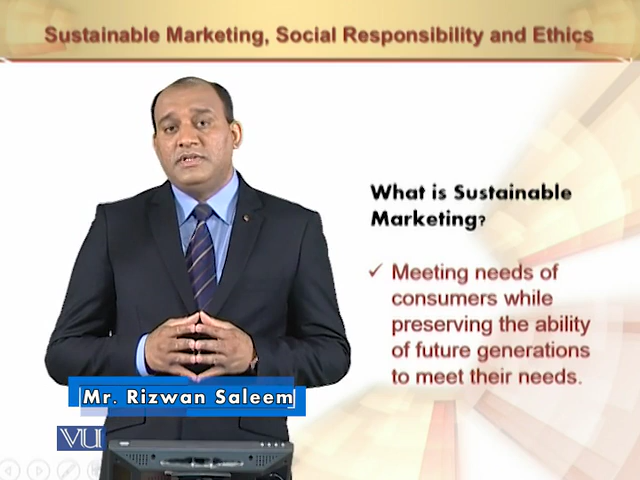 Sustainable Marketing, Social Responsibility and Ethics
What is Sustainable
Marketing?
✓ Meeting needs of
consumers while
preserving the ability
of future generations
to meet their needs.
Mr. Rizwan Saleem
VU